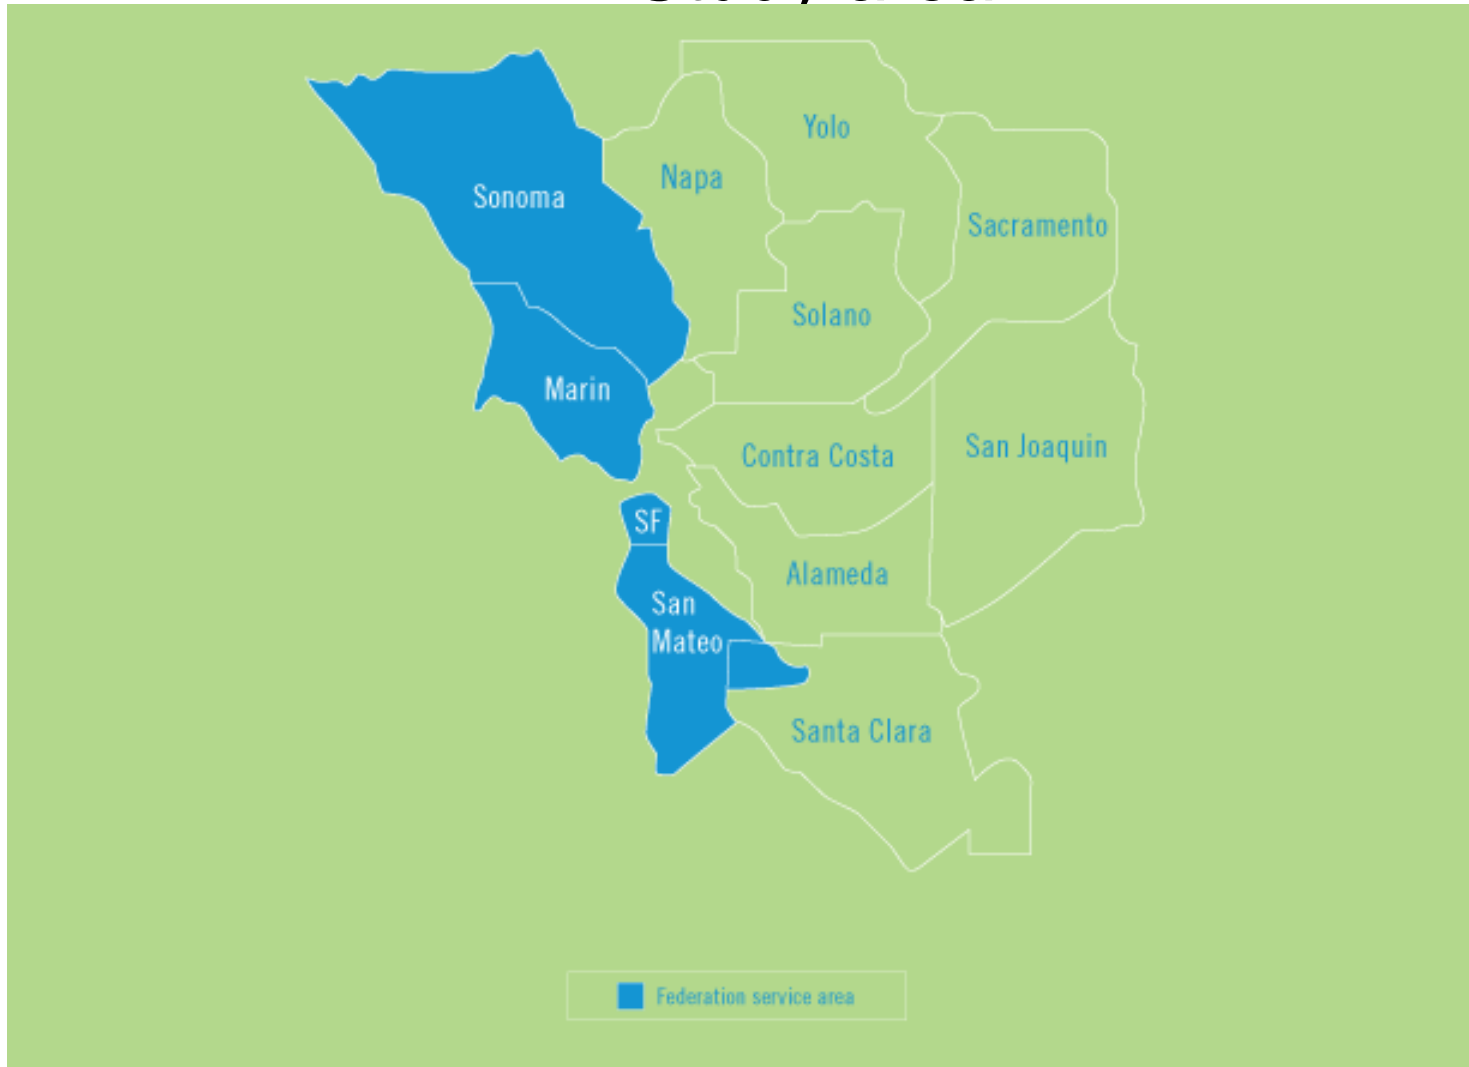 Yolo
Napa
Sonoma
Sacramento
Solano
Marin
Contra Costa
San Joaquin
SF
Alameda
San
Mateo
Santa Clara
Federation service area